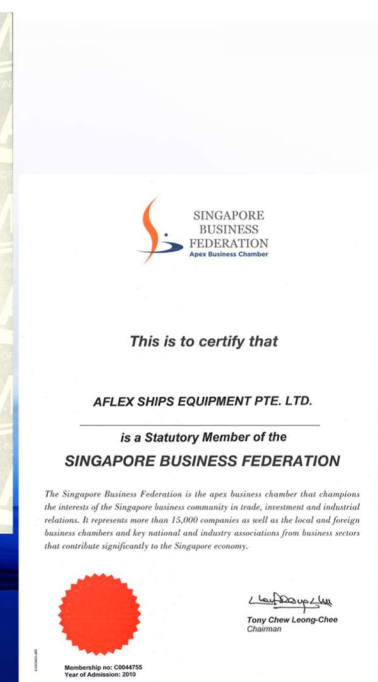 SINGAPORE
BUSINESS
FEDERATION
Apex Business Chamber
This is to certify that
AFLEX SHIPS EQUIPMENT PTE. LTD.
is a Statutory Member of the
SINGAPORE BUSINESS FEDERATION
The Singapore Business Federation is the apex business chamber that champions
the interests of the Singapore business community in trade, investment and industrial
relations. It represents more than 15,000 companies as well as the local and foreign
business chambers and key national and industry associations from business sectors
that contribute significantly to the Singapore economy.
Tony Chew Leong-Chee
Chairman
Membership no: C0044755
Year of Admission: 2010